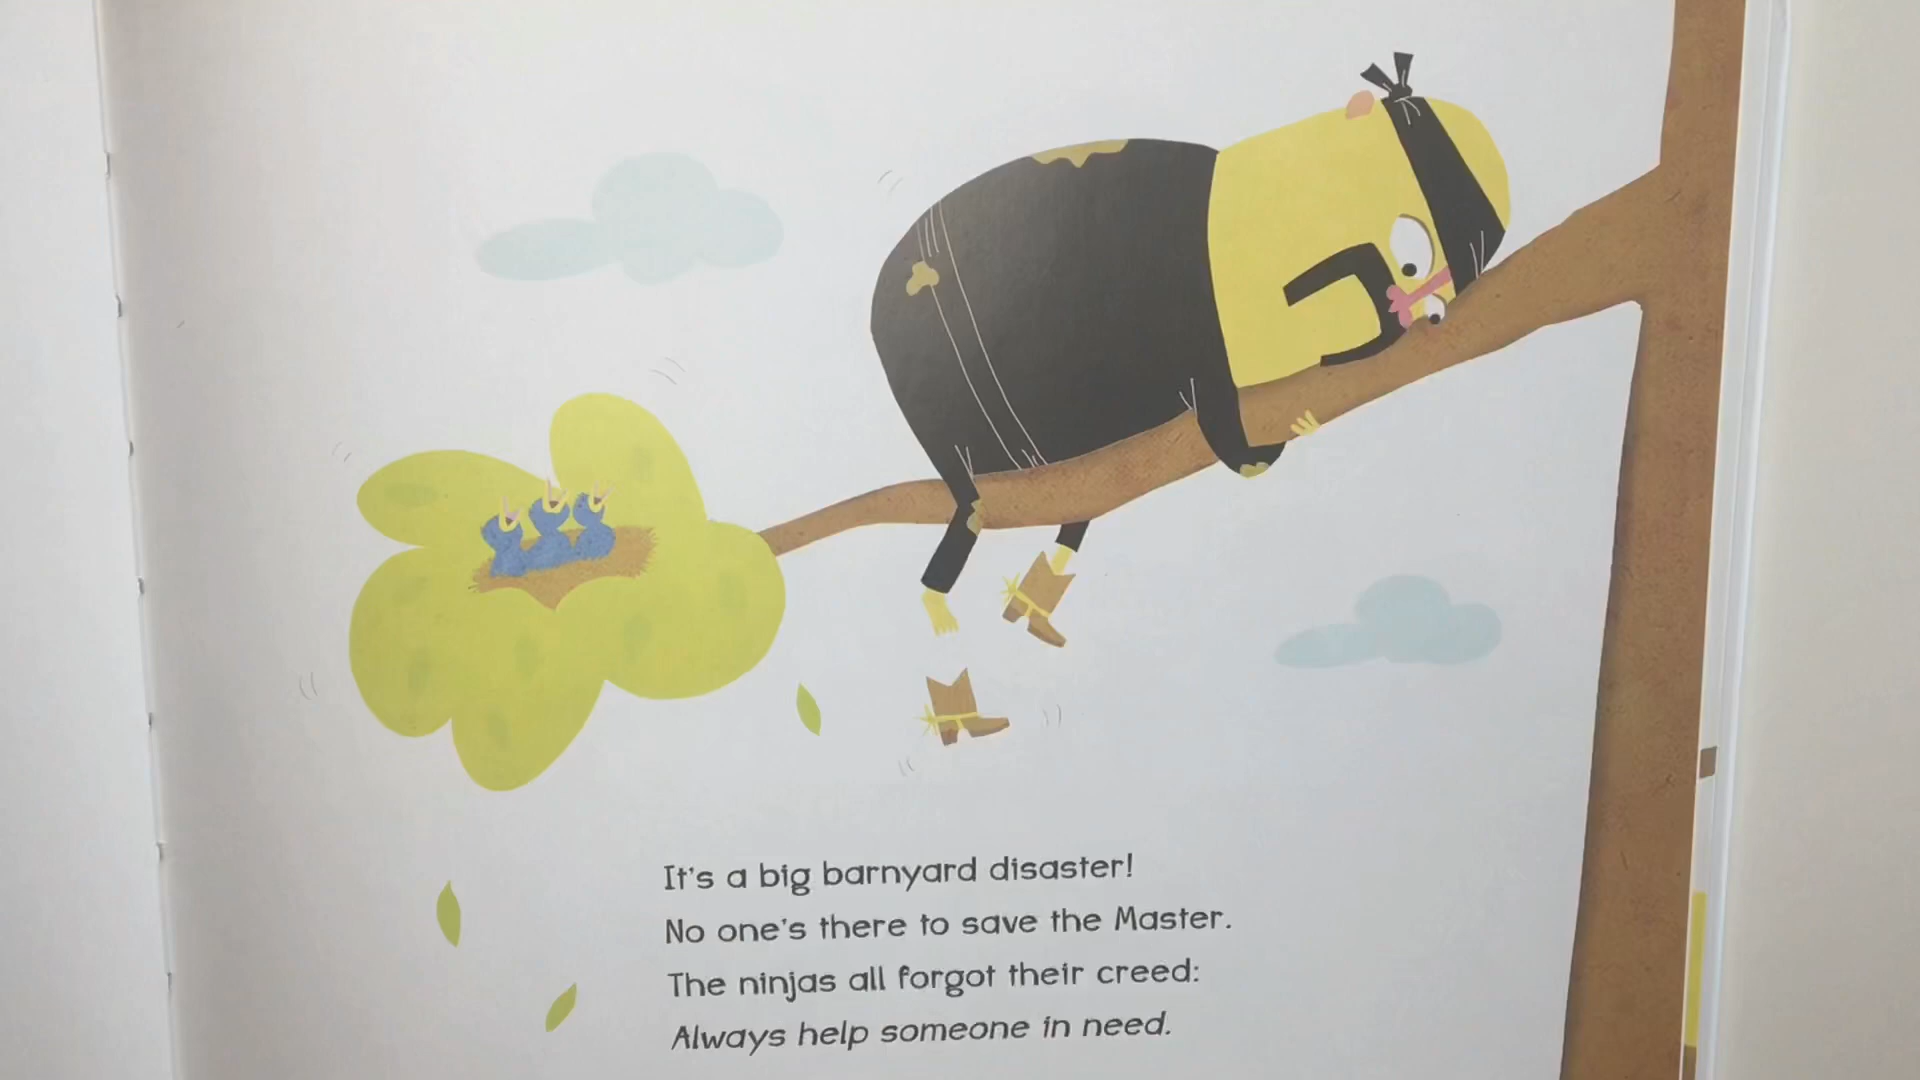 It's a big barnyard disaster!
No one's there to save the Master.
The ninjas all forgot their creed:
Always help someone in need.